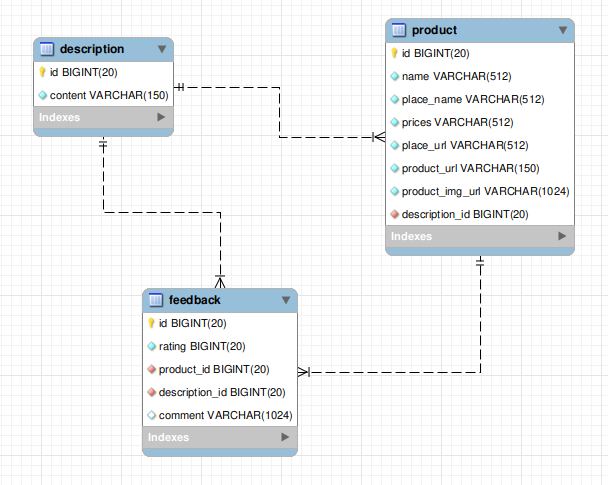 description
id BIGINT(20)
content VARCHAR(150)
Indexes
product
id BIGINT(20)
name VARCHAR(512)
place_name VARCHAR(512)
prices VARCHAR(512)
place_url VARCHAR(512)
product_url VARCHAR(150)
product_img_url VARCHAR(1024)
description_id BIGINT(20)
Indexes
feedback
id BIGINT(20)
rating BIGINT(20)
product_id BIGINT(20)
description_id BIGINT(20)
comment VARCHAR(1024)
Indexes